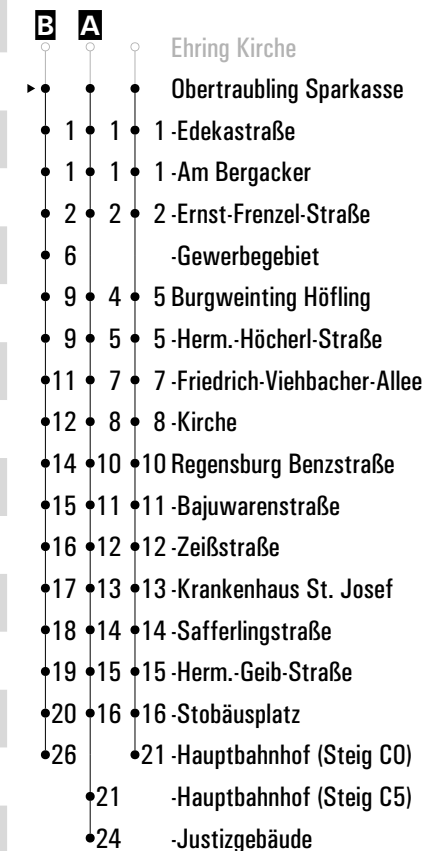 B A
Ehring Kirche
Obertraubling Sparkasse
1 1 1 -Edekastraße
1 1 1 -Am Bergacker
2 2 2 -Ernst-Frenzel-Straße
6 -Gewerbegebiet
9 4 5 Burgweinting Höfling
9 5 5 -Herm.-Höcherl-Straße
11 7 7 -Friedrich-Viehbacher-Allee
12 8 8 -Kirche
14 10 10 Regensburg Benzstraße
15 11 11 -Bajuwarenstraße
16 12 12 -Zeißstraße
17 13 13 -Krankenhaus St. Josef
18 14 14 -Safferlingstraße
19 15 15 -Herm.-Geib-Straße
20 16 16 -Stobäusplatz
26 21 -Hauptbahnhof (Steig C0)
21 -Hauptbahnhof (Steig C5)
24 -Justizgebäude